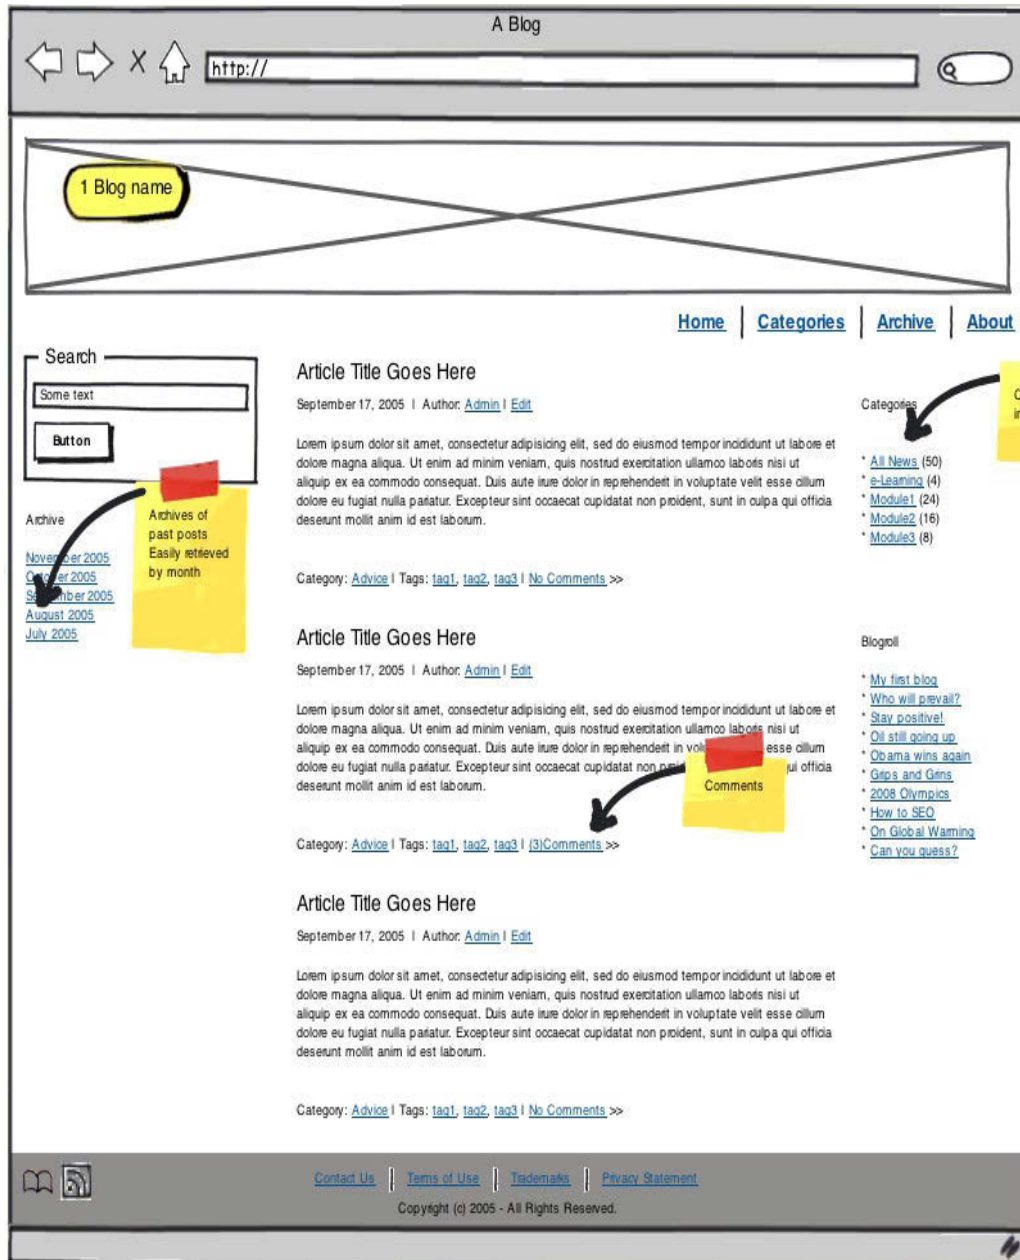 A Blog
http://
1 Blog name
Home | Categories | Archive | About
Search
Some text
Button
Archives of
past posts
Easily retrieved
by month
Archive
November 2005
October 2005
September 2005
August 2005
July 2005
Article Title Goes Here
September 17, 2005 | Author: Admin | Edit
Lorem ipsum dolor sit amet, consectetur adipisicing elit, sed do eiusmod tempor incididunt ut labore et
dolore magna aliqua. Ut enim ad minim veniam, quis nostrud exercitation ullamco laboris nisi ut
aliquip ex ea commodo consequat. Duis aute irure dolor in reprehenderit in voluptate velit esse cillum
dolore eu fugiat nulla pariatur. Excepteur sint occaecat cupidatat non proident, sunt in culpa qui officia
deserunt mollit anim id est laborum.
Category: Advice | Tags: tag1, tag2, tag3 | No Comments >>
Article Title Goes Here
September 17, 2005 | Author: Admin | Edit
Lorem ipsum dolor sit amet, consectetur adipisicing elit, sed do eiusmod tempor incididunt ut labore et
dolore magna aliqua. Ut enim ad minim veniam, quis nostrud exercitation ullamco laboris nisi ut
aliquip ex ea commodo consequat. Duis aute irure dolor in reprehenderit in esse cillum
dolore eu fugiat nulla pariatur. Excepteur sint occaecat cupidatat non qui officia
deserunt mollit anim id est laborum.
Comments
Category: Advice | Tags: tag1, tag2, tag3 | (3)Comments >>
Article Title Goes Here
September 17, 2005 | Author: Admin | Edit
Lorem ipsum dolor sit amet, consectetur adipisicing elit, sed do eiusmod tempor incididunt ut labore et
dolore magna aliqua. Ut enim ad minim veniam, quis nostrud exercitation ullamco laboris nisi ut
aliquip ex ea commodo consequat. Duis aute irure dolor in reprehenderit in voluptate velit esse cillum
dolore eu fugiat nulla pariatur. Excepteur sint occaecat cupidatat non proident, sunt in culpa qui officia
deserunt mollit anim id est laborum.
Category: Advice | Tags: tag1, tag2, tag3 | No Comments >>
Categories
* All News (50)
* e-Learning (4)
* Module1 (24)
* Module2 (16)
* Module3 (8)
Blogroll
* My first blog
* Who will prevail?
* Stay positive!
* Oil still going up
* Obama wins again
* Grips and Grins
* 2008 Olympics
* How to SEO
* On Global Warming
* Can you guess?
Contact Us | Terms of Use | Trademarks | Privacy Statement
Copyright (c) 2005 - All Rights Reserved.